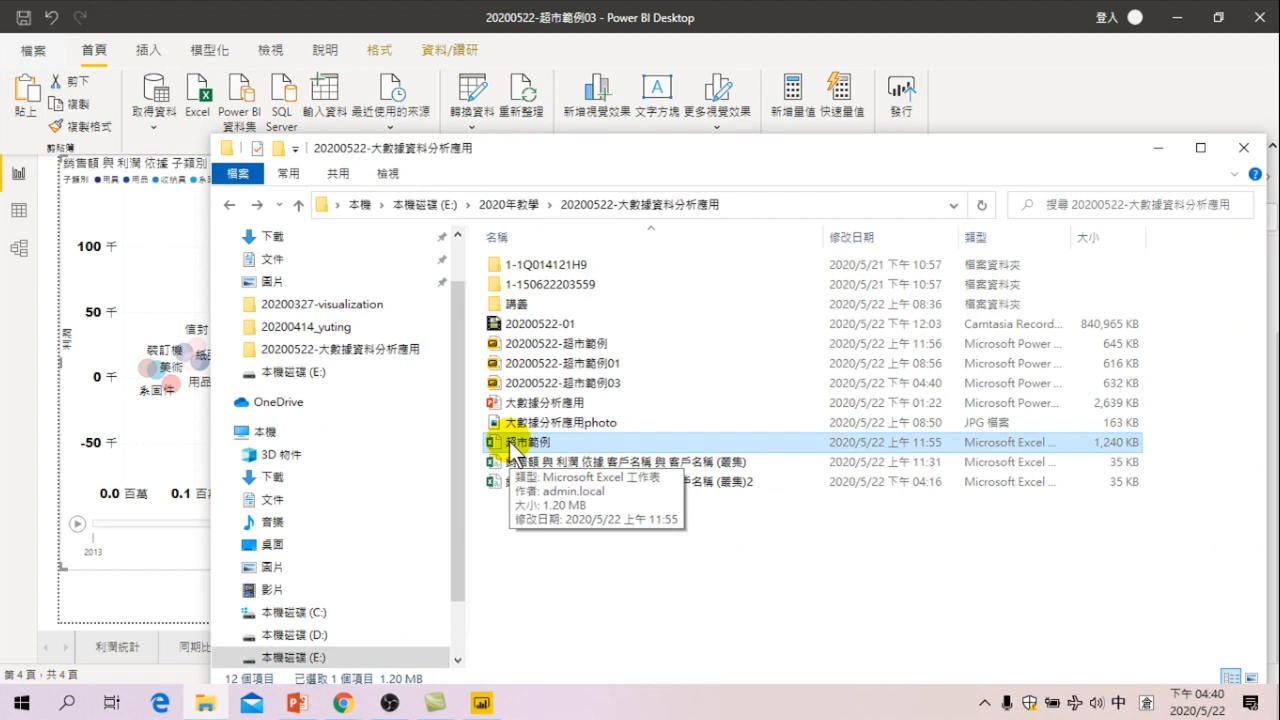 20200522-超市範例03 - Power BI Desktop
登入
檔案 首頁 插入 模型化 檢視 說明 格式 資料/鑽研
貼上
剪下
複製
複製格式
剪貼簿
取得資料
Excel
Power BI
資料集
SQL
Server
輸入資料
最近使用的來源
轉換資料
重新整理
新增視覺效果
文字方塊
更多視覺效果
新增量值
快速量值
發行
銷售額 與 利潤 依據 子類別
子類別 用具 用品 收納具
100 千
50 千
0 千
-50 千
利潤
信封
裝訂機
美術
用品
系固件
0.0 百萬 0.1 百
2013
利潤統計
同期比
第 4 頁，共 4 頁
20200522-大數據資料分析應用
檔案 常用 共用 檢視
本機 本機磁碟 (E:) 2020年教學 20200522-大數據資料分析應用
搜尋 20200522-大數據資料分析應用
下載
文件
圖片
20200327-visualization
20200414_yuting
20200522-大數據資料分析應用
本機磁碟 (E:)
OneDrive
本機
3D 物件
下載
文件
音樂
桌面
圖片
影片
本機磁碟 (C:)
本機磁碟 (D:)
本機磁碟 (E:)
名稱 修改日期 類型 大小
1-1Q014121H9 2020/5/21 下午 10:57 檔案資料夾
1-150622203559 2020/5/21 下午 10:57 檔案資料夾
講義 2020/5/22 上午 08:36 檔案資料夾
20200522-01 2020/5/22 下午 12:03 Camtasia Record... 840,965 KB
20200522-超市範例 2020/5/22 上午 11:56 Microsoft Power ... 645 KB
20200522-超市範例01 2020/5/22 上午 08:56 Microsoft Power ... 616 KB
20200522-超市範例03 2020/5/22 下午 04:40 Microsoft Power ... 632 KB
大數據分析應用 2020/5/22 下午 01:22 Microsoft Power... 2,639 KB
大數據分析應用photo 2020/5/22 上午 08:50 JPG 檔案 163 KB
超市範例 2020/5/22 上午 11:55 Microsoft Excel ... 1,240 KB
額 與 利潤 依據 客戶名稱 與 客戶名稱 (叢集) 2020/5/22 上午 11:31 Microsoft Excel ... 35 KB
戶名稱 (叢集)2 2020/5/22 下午 04:16 Microsoft Excel ... 35 KB
類型: Microsoft Excel 工作表
作者: admin.local
大小: 1.20 MB
修改日期: 2020/5/22 上午 11:55
12 個項目 已選取 1 個項目 1.20 MB
中
下午 04:40
2020/5/22